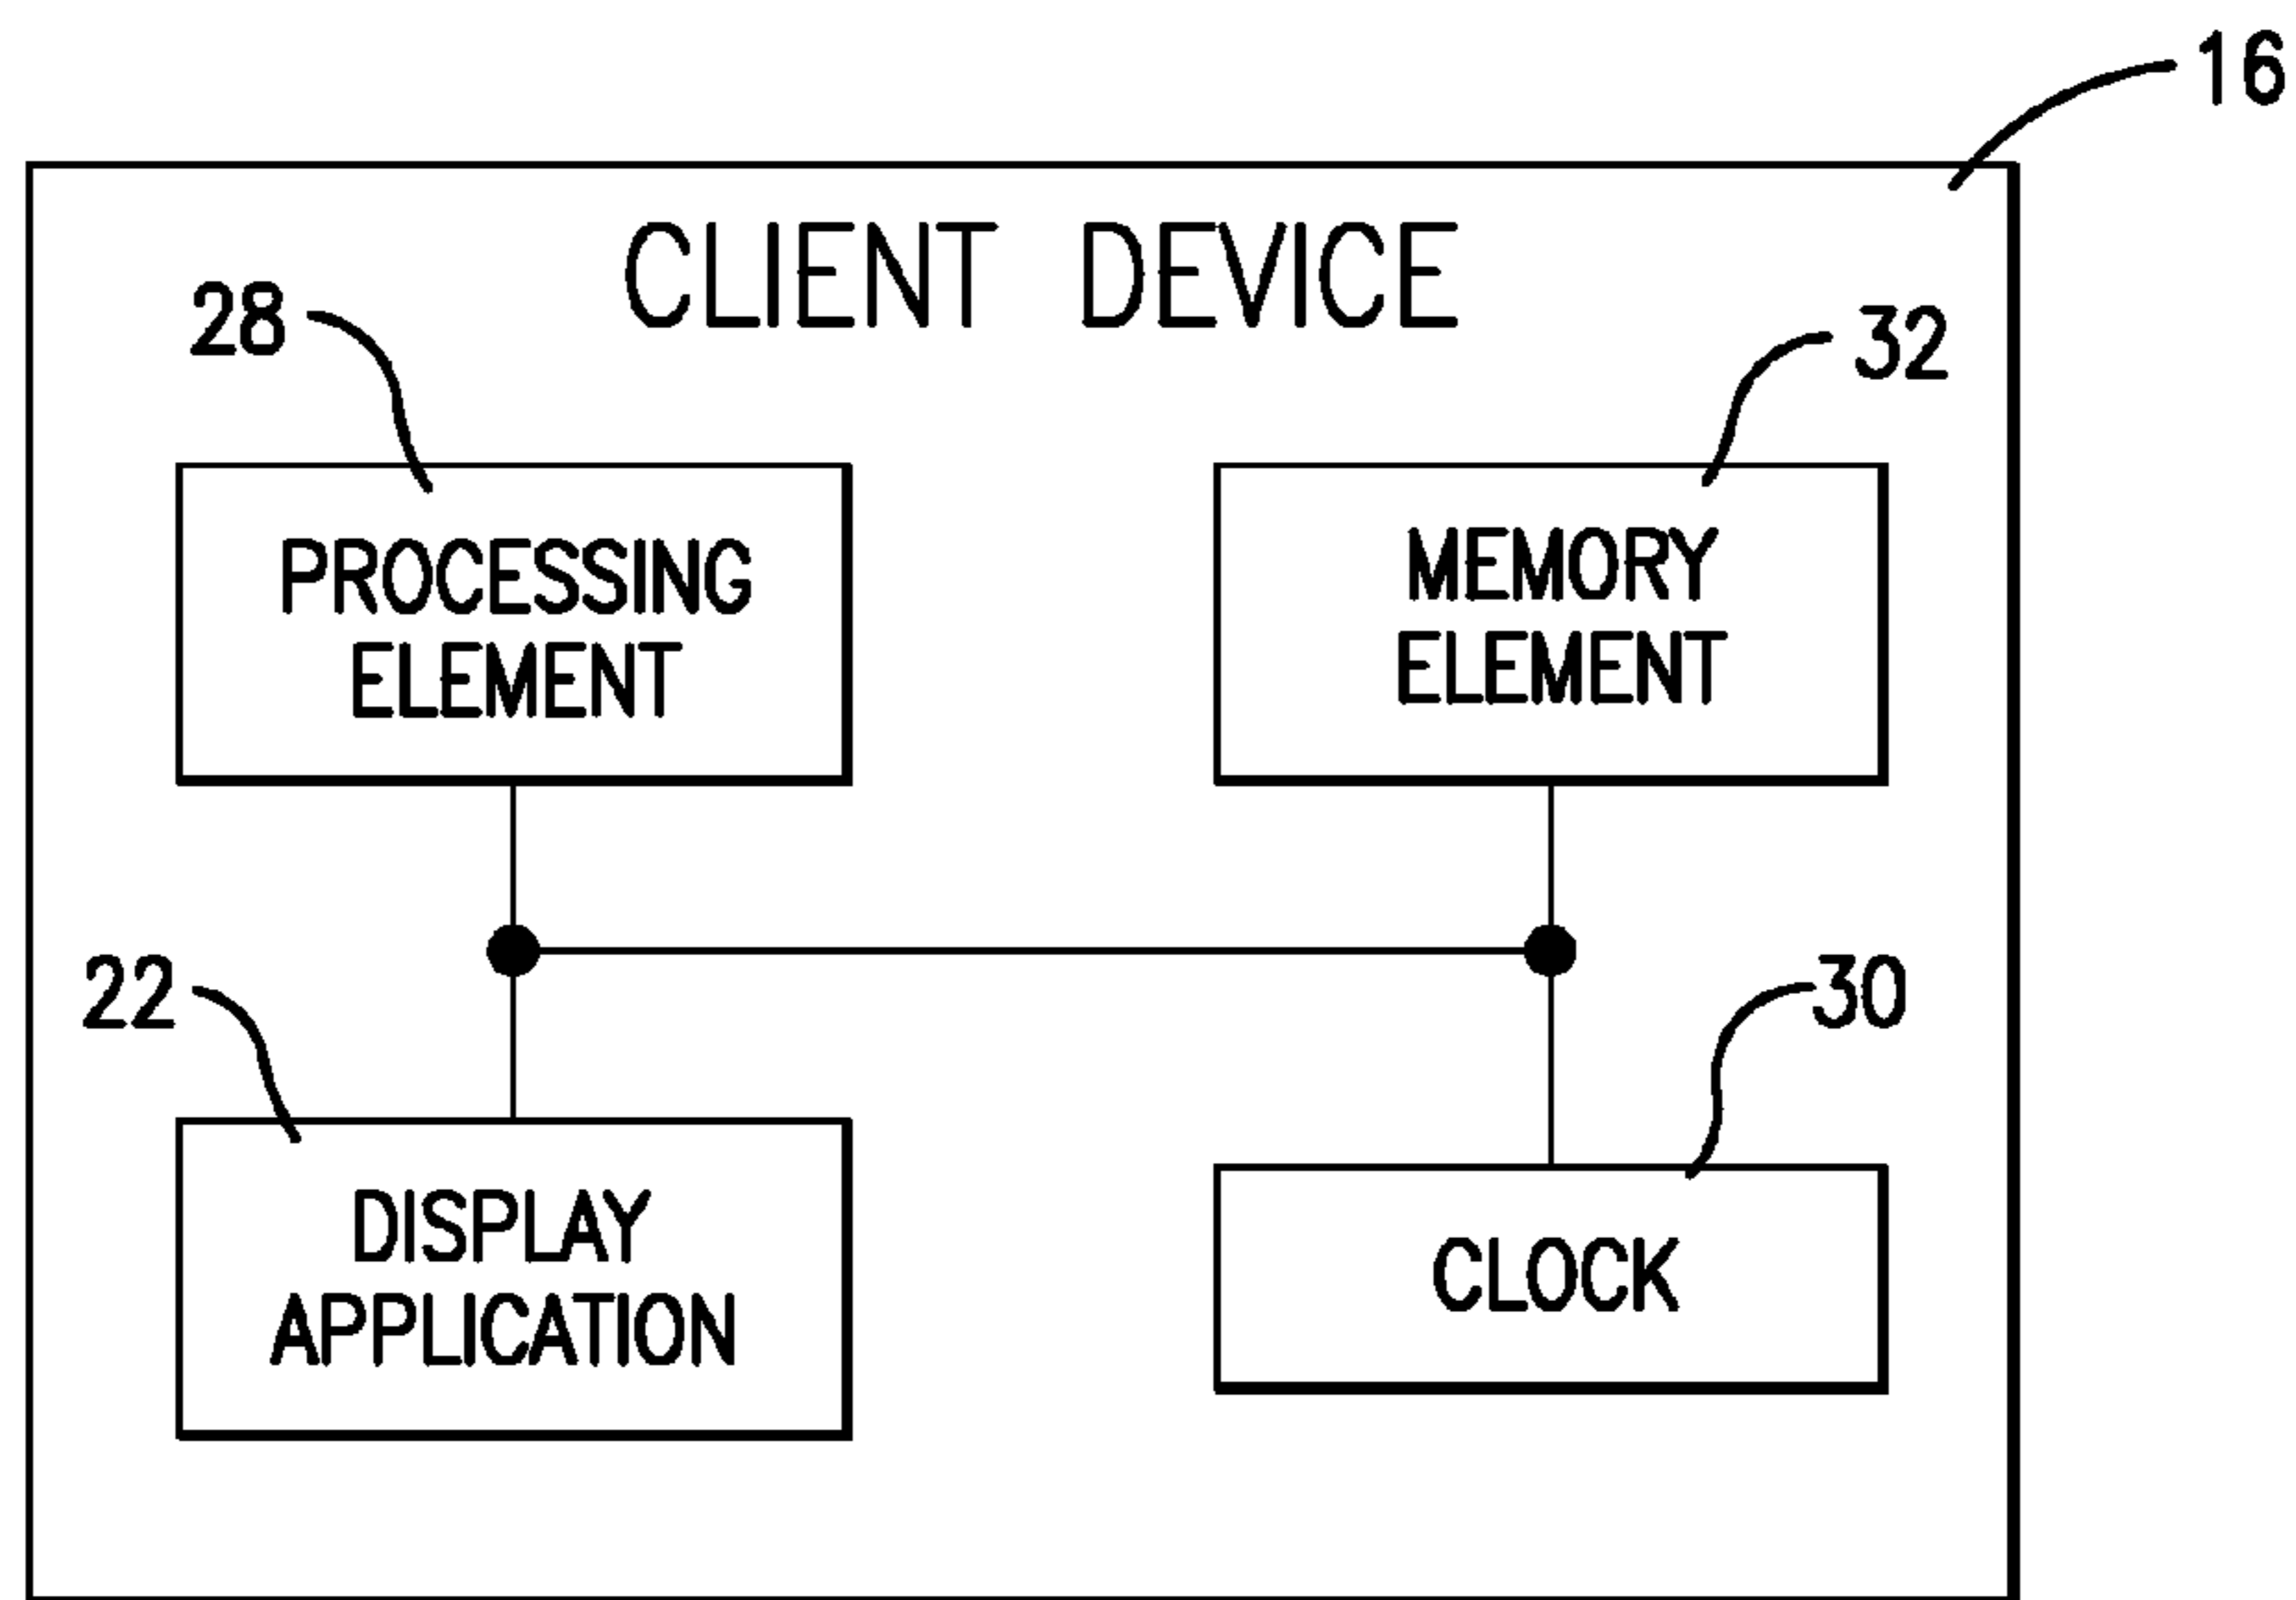 16
CLIENT DEVICE
28
32
PROCESSING
ELEMENT
MEMORY
ELEMENT
22
30
DISPLAY
APPLICATION
CLOCK